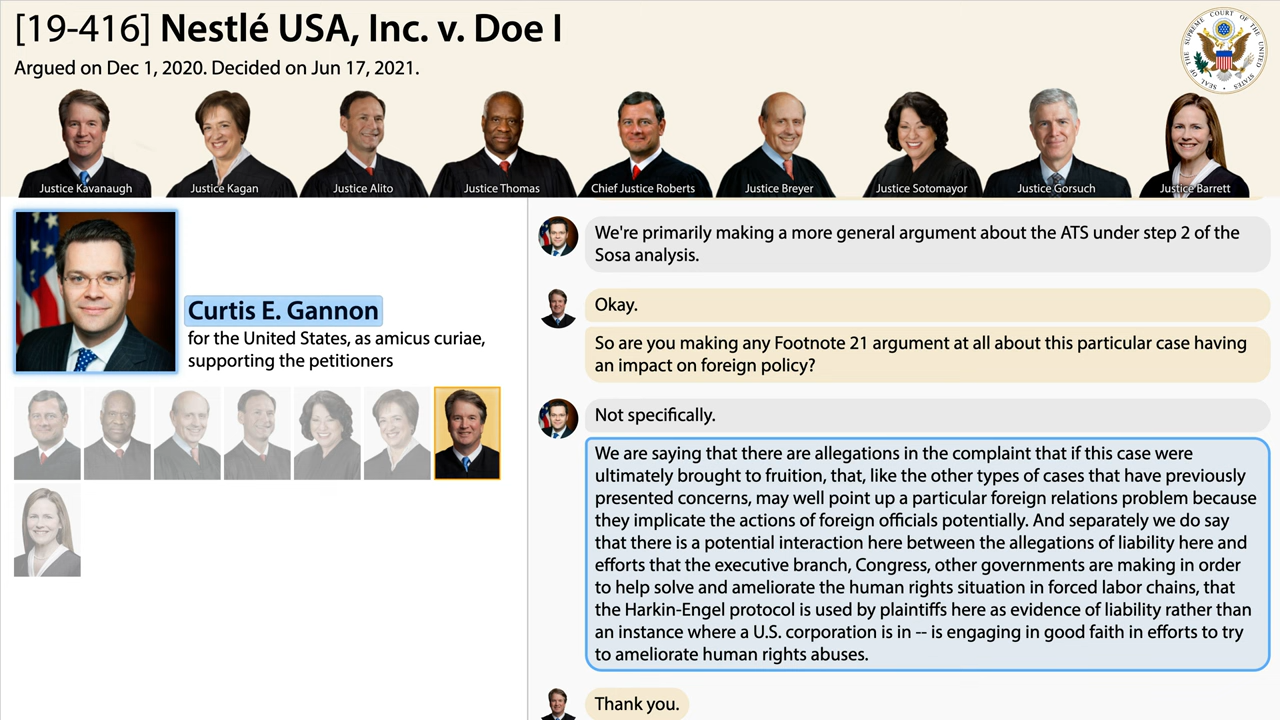 [19-416] Nestlé USA, Inc. v. Doe I
Argued on Dec 1, 2020. Decided on Jun 17, 2021.
SEAL OF THE SUPREME COURT OF THE UNITED STATES
Justice Kavanaugh
Justice Kagan
Justice Alito
Justice Thomas
Chief Justice Roberts
Justice Breyer
Justice Sotomayor
Justice Gorsuch
Justice Barrett
Curtis E. Gannon
for the United States, as amicus curiae,
supporting the petitioners
We're primarily making a more general argument about the ATS under step 2 of the
Sosa analysis.
Okay.
So are you making any Footnote 21 argument at all about this particular case having
an impact on foreign policy?
Not specifically.
We are saying that there are allegations in the complaint that if this case were
ultimately brought to fruition, that, like the other types of cases that have previously
presented concerns, may well point up a particular foreign relations problem because
they implicate the actions of foreign officials potentially. And separately we do say
that there is a potential interaction here between the allegations of liability here and
efforts that the executive branch, Congress, other governments are making in order
to help solve and ameliorate the human rights situation in forced labor chains, that
the Harkin-Engel protocol is used by plaintiffs here as evidence of liability rather than
an instance where a U.S. corporation is in -- is engaging in good faith in efforts to try
to ameliorate human rights abuses.
Thank you.